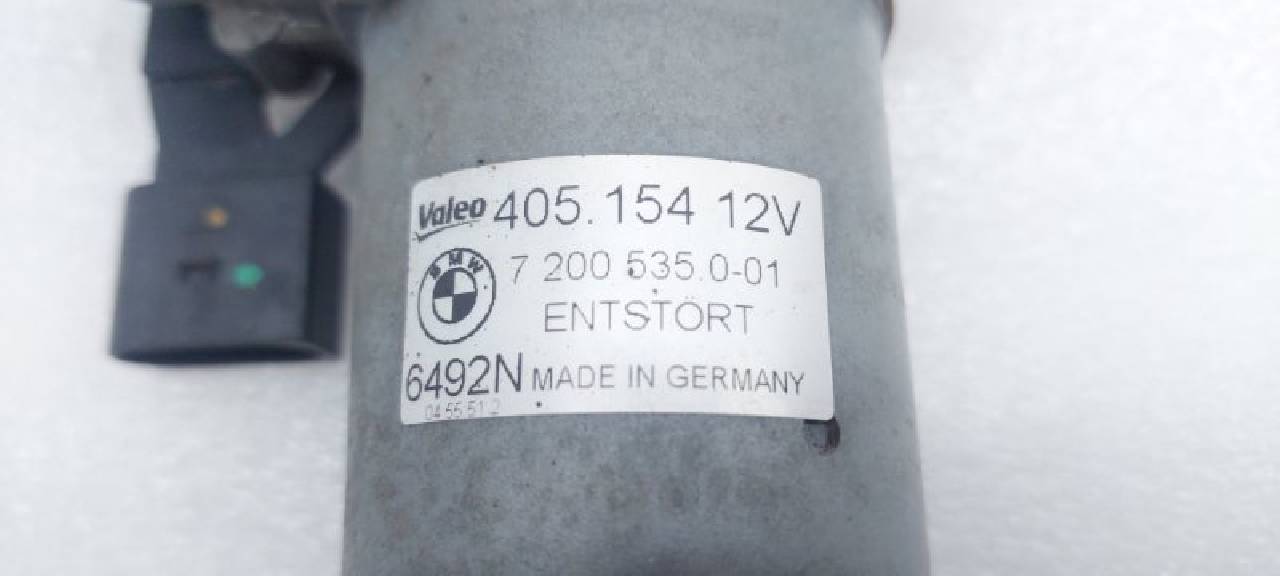 Valeo 405.154 12V
BMW 7 200 535.0-01
ENTSTÖRT
6492N MADE IN GERMANY
04 55 51 2